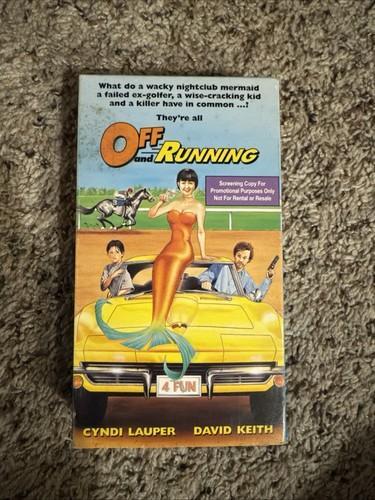 What do a wacky nightclub mermaid
a failed ex-golfer, a wise-cracking kid
and a killer have in common ...?
They're all
OFF
and RUNNING
Screening Copy For
Promotional Purposes Only
Not For Rental or Resale
4 FUN
CYNDI LAUPER DAVID KEITH